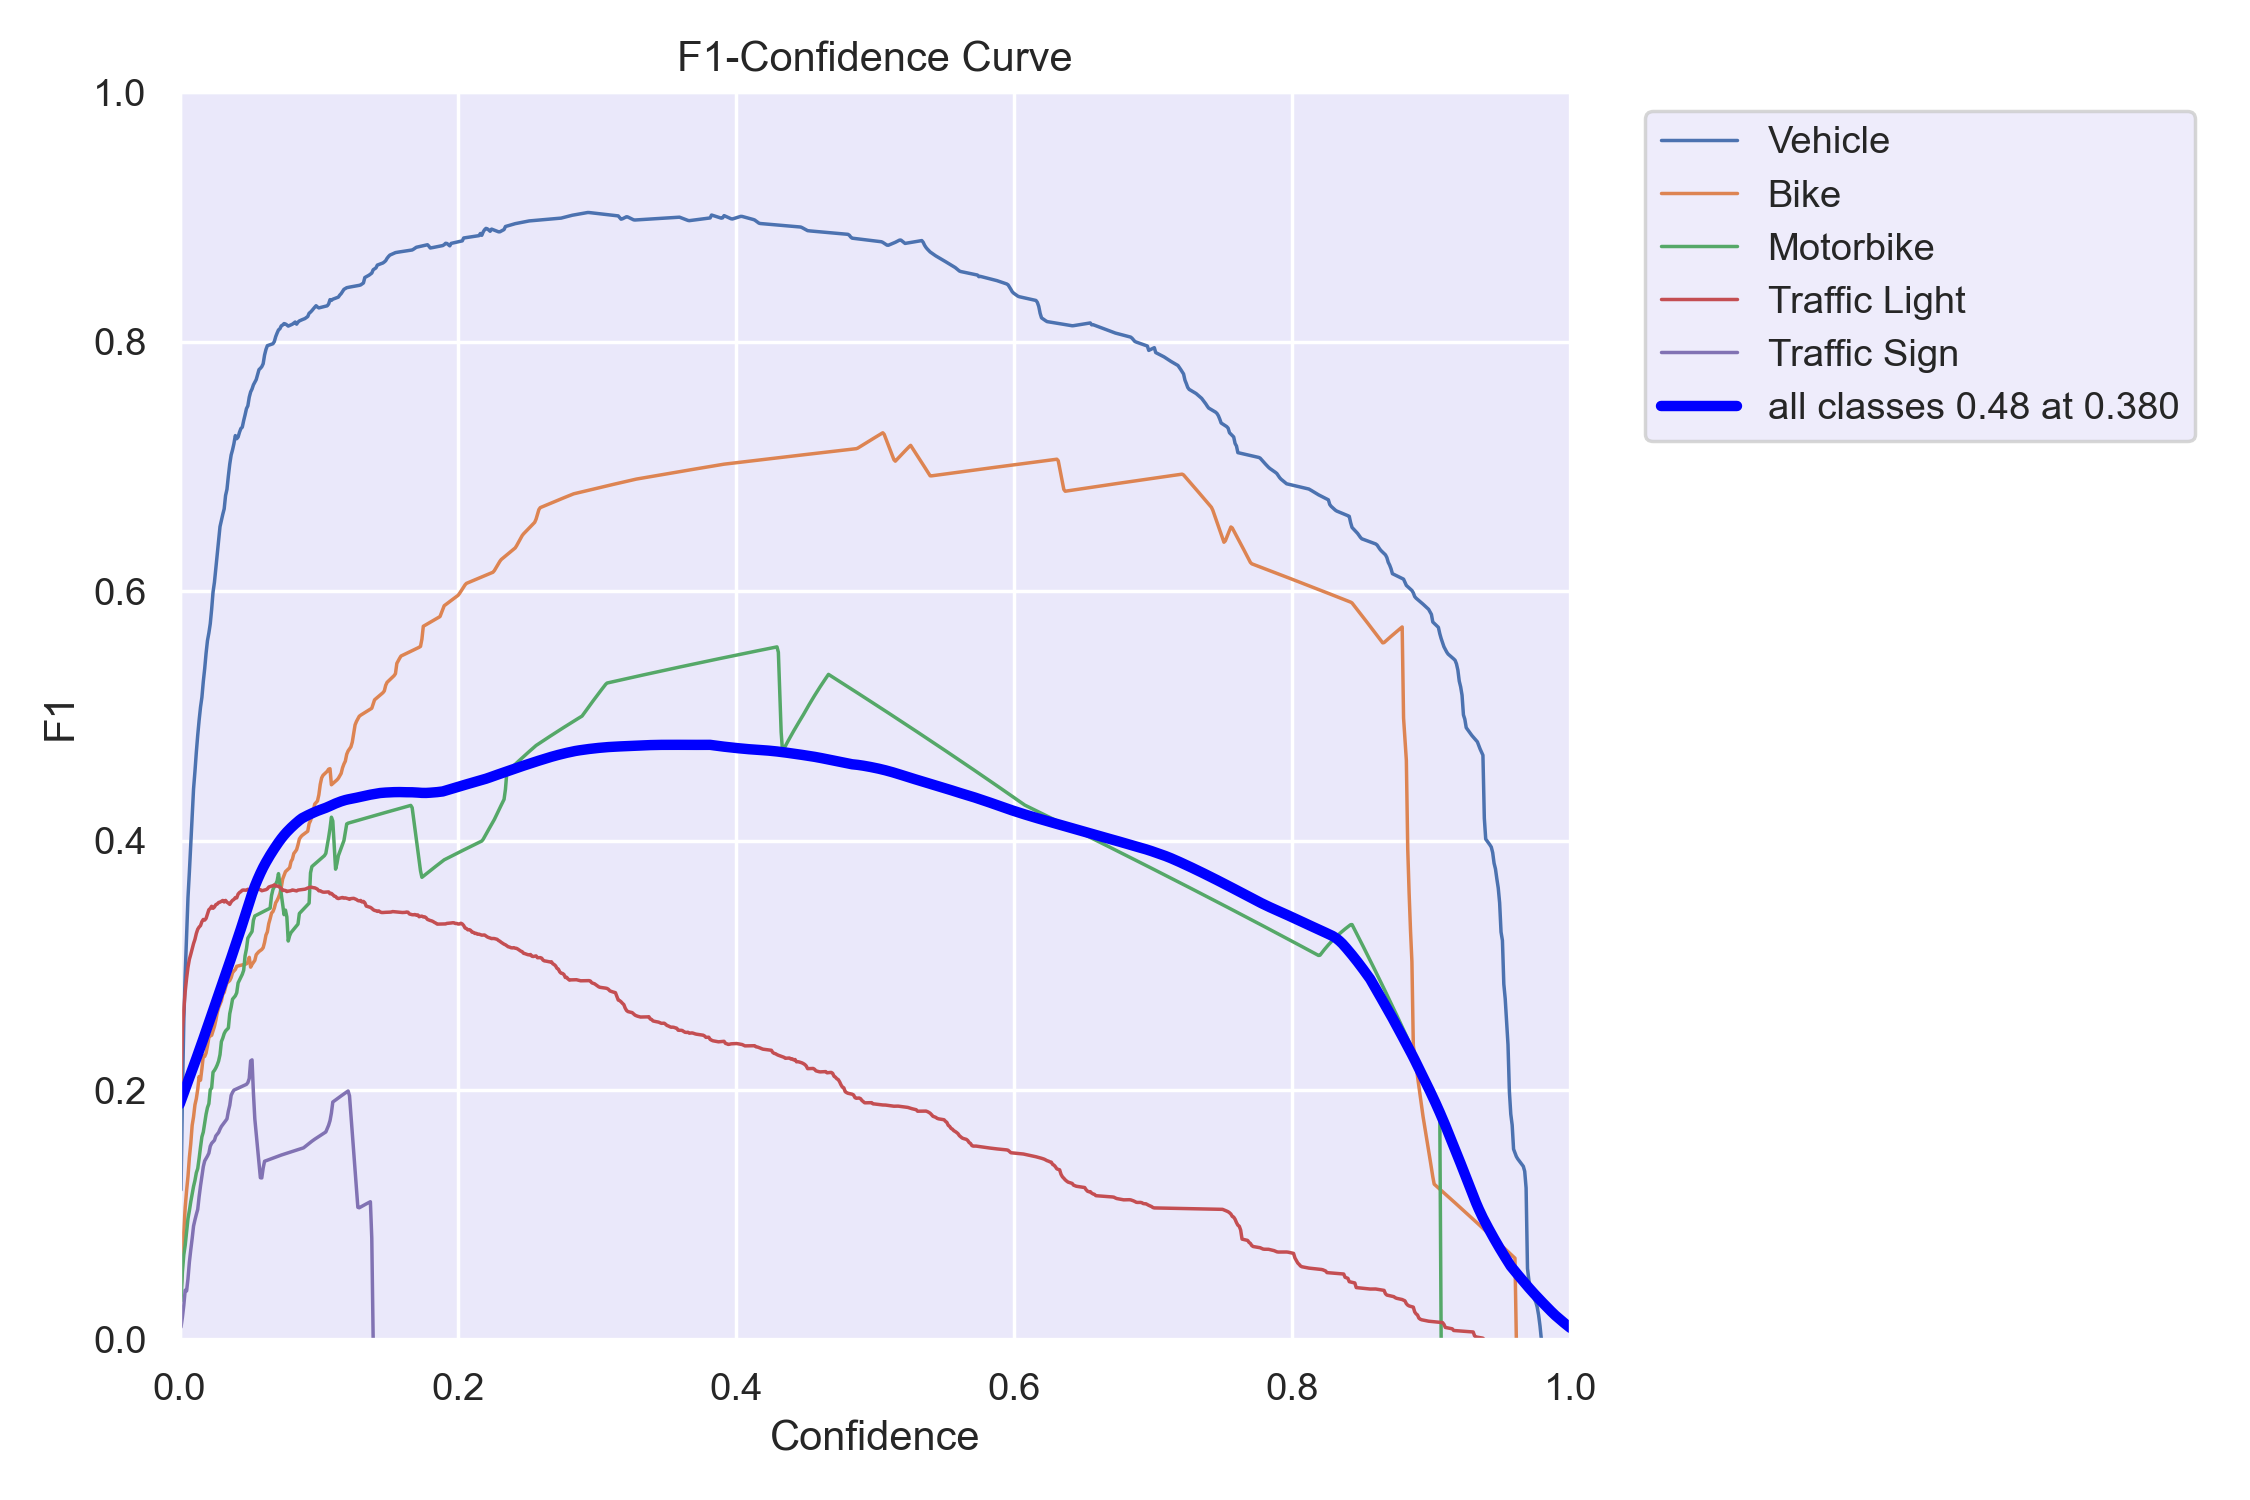 F1-Confidence Curve
1.0
0.8
0.6
0.4
0.2
0.0
F1
0.0 0.2 0.4 0.6 0.8 1.0
Confidence
Vehicle
Bike
Motorbike
Traffic Light
Traffic Sign
all classes 0.48 at 0.380